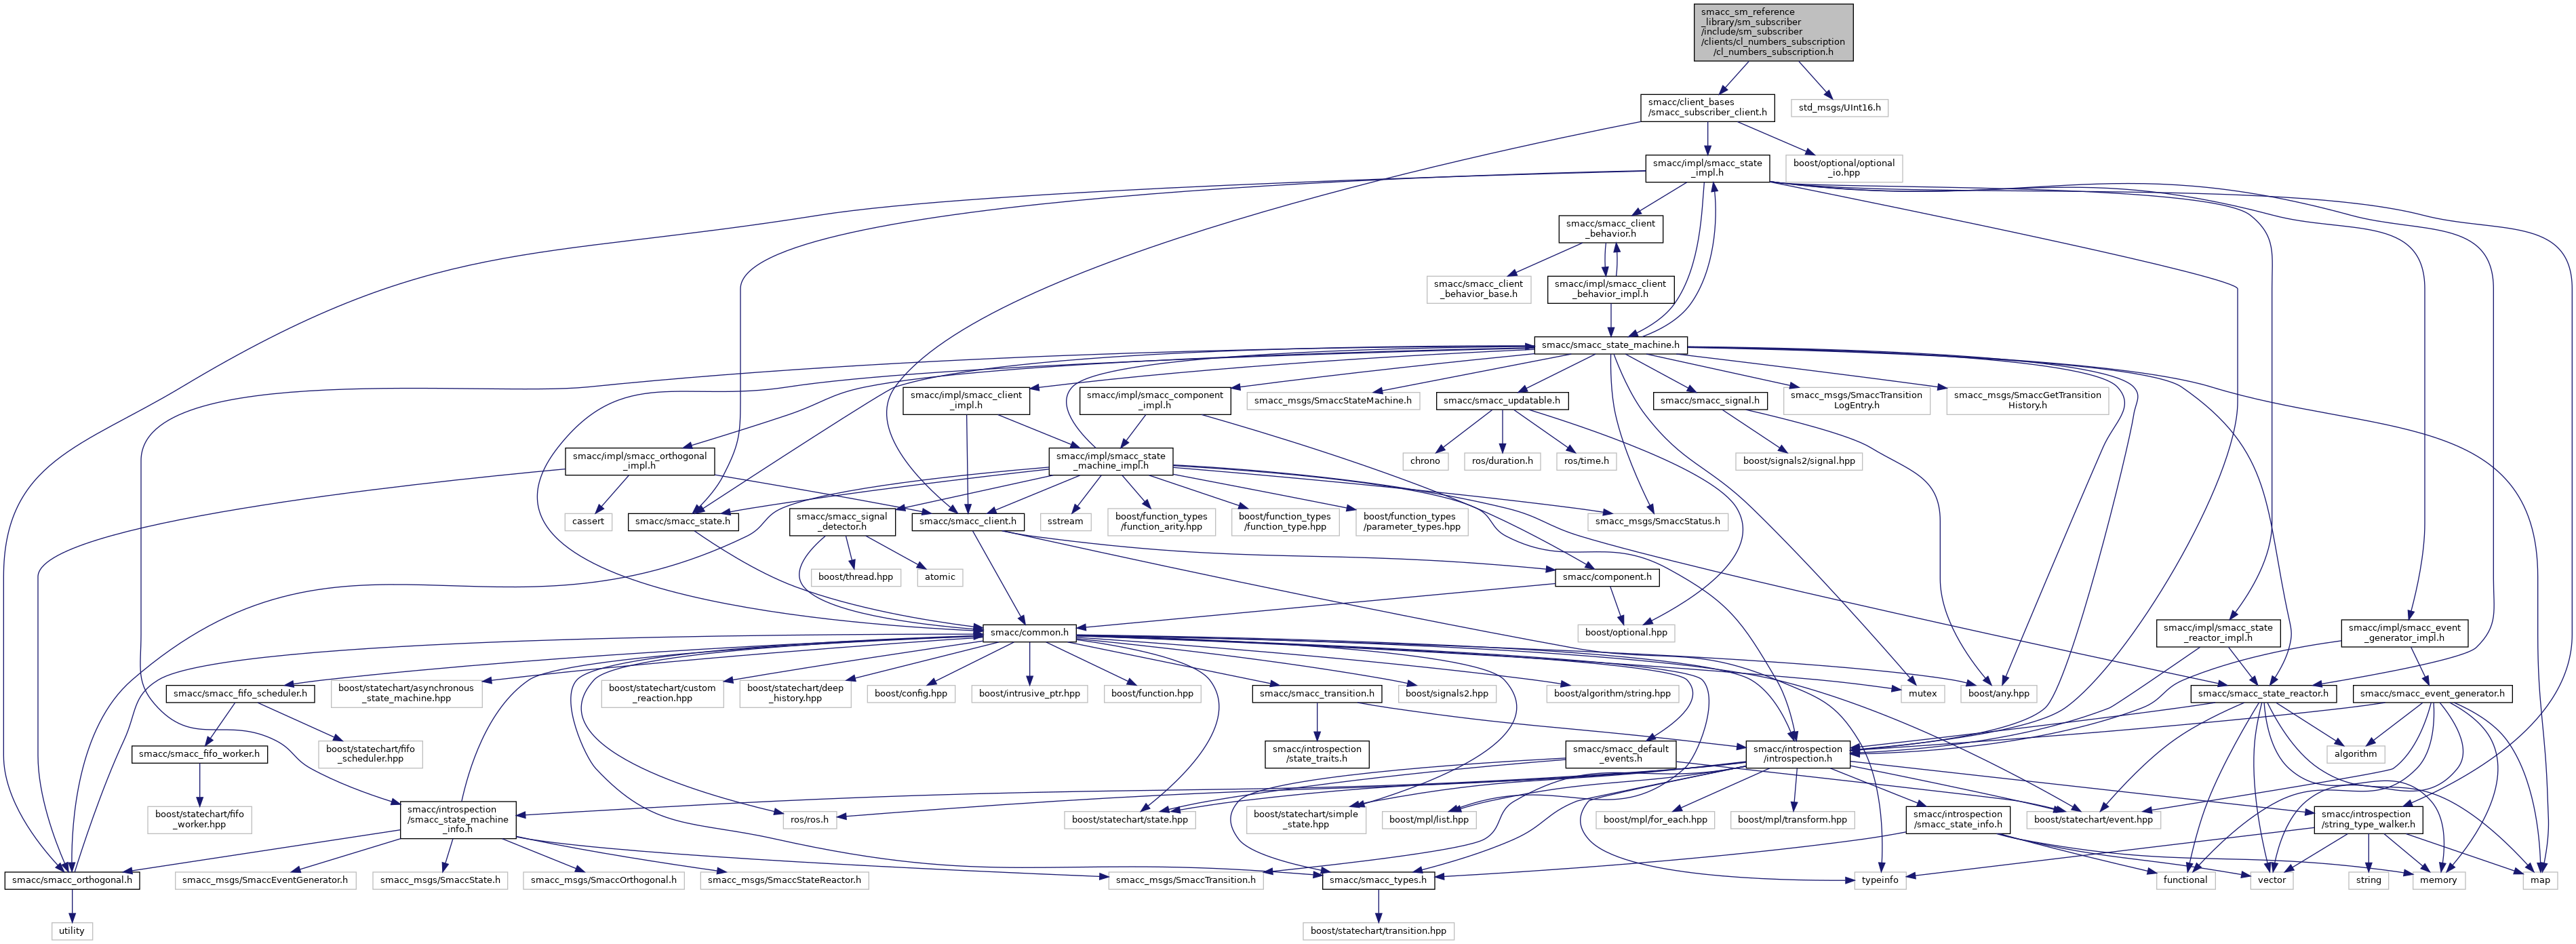 smacc_sm_reference
_library/sm_subscriber
/include/sm_subscriber
/clients/cl_numbers_subscription
/cl_numbers_subscription.h
smacc/client_bases
/smacc_subscriber_client.h
std_msgs/UInt16.h
smacc/impl/smacc_state
_impl.h
boost/optional/optional
_io.hpp
smacc/smacc_client
_behavior.h
smacc/smacc_client
_behavior_base.h
smacc/impl/smacc_client
_behavior_impl.h
smacc/smacc_state_machine.h
smacc/impl/smacc_client
_impl.h
smacc/impl/smacc_component
_impl.h
smacc_msgs/SmaccStateMachine.h
smacc/smacc_updatable.h
smacc/smacc_signal.h
smacc_msgs/SmaccTransition
LogEntry.h
smacc_msgs/SmaccGetTransition
History.h
smacc/impl/smacc_orthogonal
_impl.h
smacc/impl/smacc_state
_machine_impl.h
chrono
ros/duration.h
ros/time.h
boost/signals2/signal.hpp
cassert
smacc/smacc_state.h
smacc/smacc_signal
_detector.h
smacc/smacc_client.h
sstream
boost/function_types
/function_arity.hpp
boost/function_types
/function_type.hpp
boost/function_types
/parameter_types.hpp
smacc_msgs/SmaccStatus.h
boost/thread.hpp
atomic
smacc/component.h
smacc/common.h
boost/optional.hpp
smacc/impl/smacc_state
_reactor_impl.h
smacc/impl/smacc_event
_generator_impl.h
smacc/smacc_fifo_scheduler.h
boost/statechart/asynchronous
_state_machine.hpp
boost/statechart/custom
_reaction.hpp
boost/statechart/deep
_history.hpp
boost/config.hpp
boost/intrusive_ptr.hpp
boost/function.hpp
smacc/smacc_transition.h
boost/signals2.hpp
boost/algorithm/string.hpp
mutex
boost/any.hpp
smacc/smacc_state_reactor.h
smacc/smacc_event_generator.h
smacc/smacc_fifo_worker.h
boost/statechart/fifo
_scheduler.hpp
smacc/introspection
/state_traits.h
smacc/smacc_default
_events.h
smacc/introspection
/introspection.h
algorithm
boost/statechart/fifo
_worker.hpp
smacc/introspection
/smacc_state_machine
_info.h
ros/ros.h
boost/statechart/state.hpp
boost/statechart/simple
_state.hpp
boost/mpl/list.hpp
boost/mpl/for_each.hpp
boost/mpl/transform.hpp
smacc/introspection
/smacc_state_info.h
boost/statechart/event.hpp
smacc/introspection
/string_type_walker.h
smacc/smacc_orthogonal.h
smacc_msgs/SmaccEventGenerator.h
smacc_msgs/SmaccState.h
smacc_msgs/SmaccOrthogonal.h
smacc_msgs/SmaccStateReactor.h
smacc_msgs/SmaccTransition.h
smacc/smacc_types.h
typeinfo
functional
vector
string
memory
map
utility
boost/statechart/transition.hpp